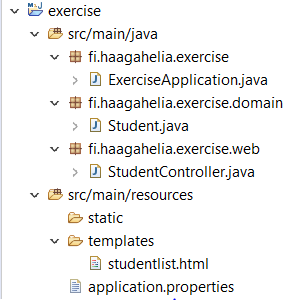 exercise
src/main/java
fi.haagahelia.exercise
ExerciseApplication.java
fi.haagahelia.exercise.domain
Student.java
fi.haagahelia.exercise.web
StudentController.java
src/main/resources
static
templates
studentlist.html
application.properties